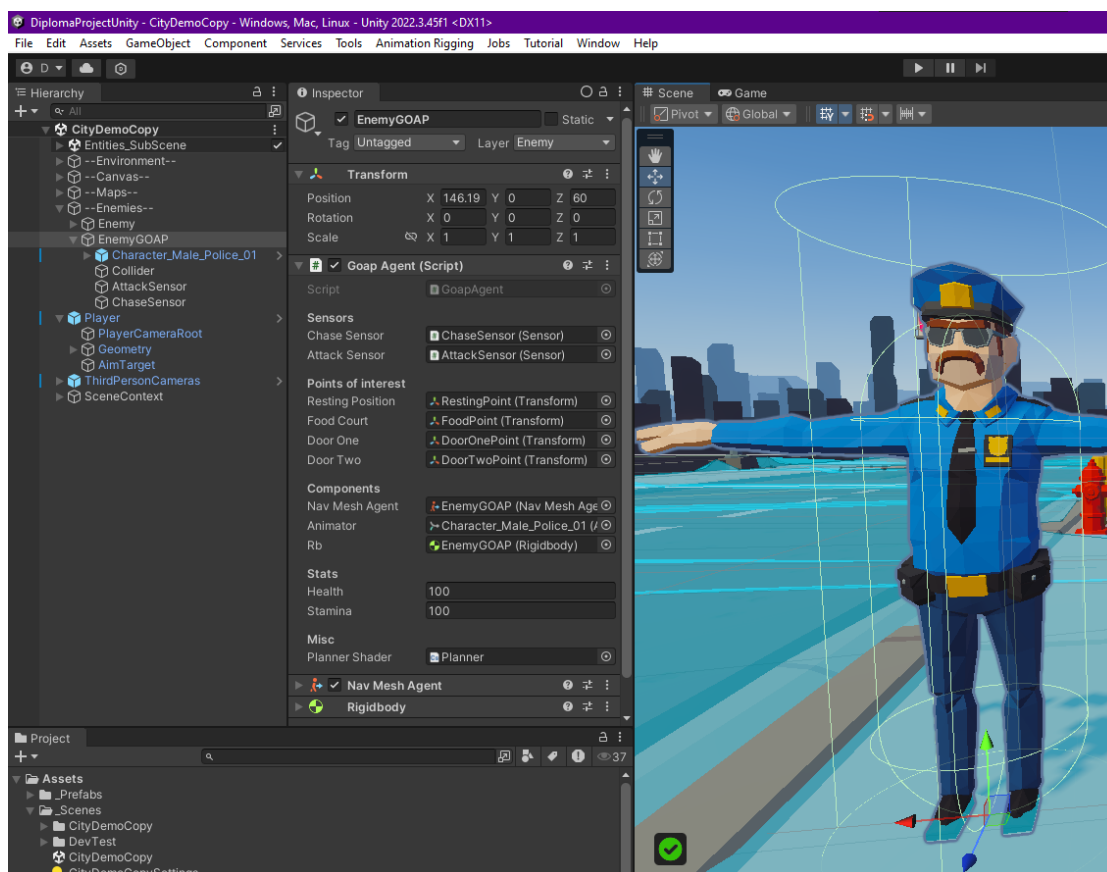 DiplomaProjectUnity - CityDemoCopy - Windows, Mac, Linux - Unity 2022.3.45f1 <DX11>
File Edit Assets GameObject Component Services Tools Animation Rigging Jobs Tutorial Window Help
D
Hierarchy
All
CityDemoCopy
Entities_SubScene
--Environment--
--Canvas--
--Maps--
--Enemies--
Enemy
EnemyGOAP
Character_Male_Police_01
Collider
AttackSensor
ChaseSensor
Player
PlayerCameraRoot
Geometry
AimTarget
ThirdPersonCameras
SceneContext
Inspector
EnemyGOAP Static
Tag Untagged Layer Enemy
Transform
Position X 146.19 Y 0 Z 60
Rotation X 0 Y 0 Z 0
Scale X 1 Y 1 Z 1
# Goap Agent (Script)
Script GoapAgent
Sensors
Chase Sensor ChaseSensor (Sensor)
Attack Sensor AttackSensor (Sensor)
Points of interest
Resting Position RestingPoint (Transform)
Food Court FoodPoint (Transform)
Door One DoorOnePoint (Transform)
Door Two DoorTwoPoint (Transform)
Components
Nav Mesh Agent EnemyGOAP (Nav Mesh Age
Animator Character_Male_Police_01 (A
Rb EnemyGOAP (Rigidbody)
Stats
Health 100
Stamina 100
Misc
Planner Shader Planner
Nav Mesh Agent
Rigidbody
Scene Game
Pivot Global
Project
37
Assets
_Prefabs
_Scenes
CityDemoCopy
DevTest
CityDemoCopy
CityDemoCopySettings